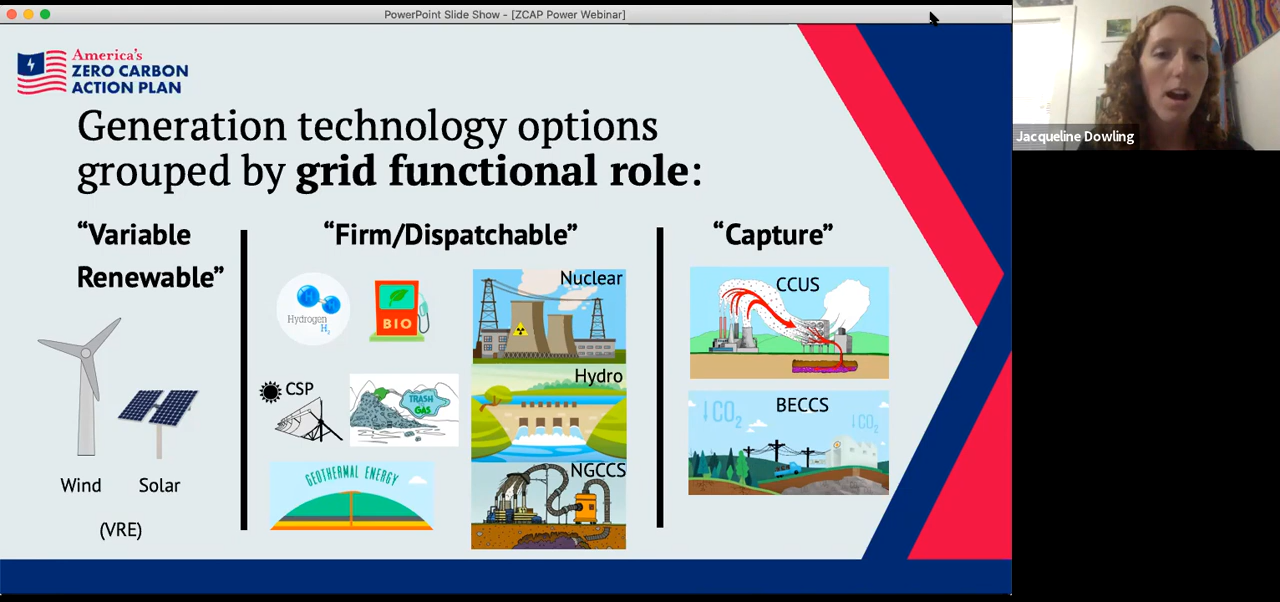 PowerPoint Slide Show - [ZCAP Power Webinar]
America's
ZERO CARBON
ACTION PLAN
Generation technology options
grouped by grid functional role:
"Variable
Renewable"
"Firm/Dispatchable"
"Capture"
Hydrogen
H₂
BIO
Nuclear
CCUS
CSP
TRASH
GAS
Hydro
BECCS
↓CO₂
↓CO₂
GEOTHERMAL ENERGY
NGCCS
Wind
Solar
(VRE)
Jacqueline Dowling